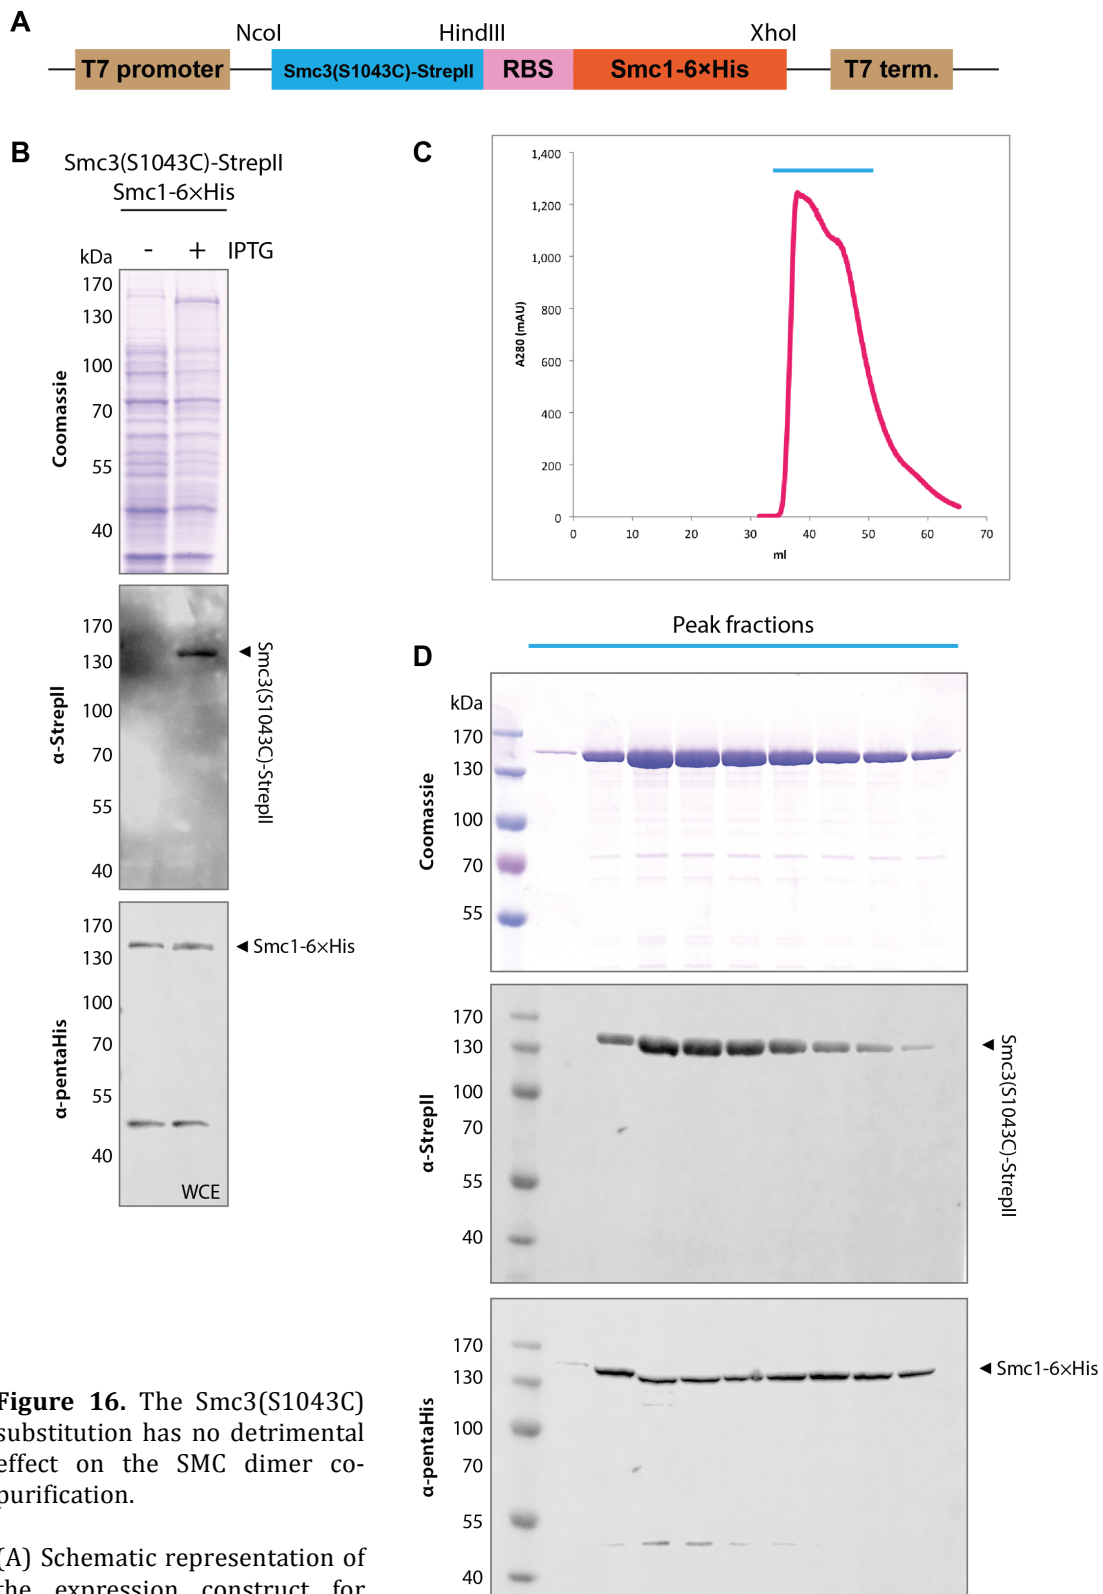 A
NcoI HindIII XhoI
T7 promoter Smc3(S1043C)-StrepII RBS Smc1-6×His T7 term.
B
Smc3(S1043C)-StrepII
Smc1-6×His
- + IPTG
kDa
170
130
100
70
55
40
Coomassie
170
130
100
70
55
40
α-StrepII
Smc3(S1043C)-StrepII
170
130
100
70
55
40
α-pentaHis
Smc1-6×His
WCE
C
1,400
1,200
1,000
800
600
400
200
0
A280 (mAU)
0 10 20 30 40 50 60 70
ml
D
Peak fractions
kDa
170
130
100
70
55
Coomassie
170
130
100
70
55
40
α-StrepII
Smc3(S1043C)-StrepII
170
130
100
70
55
40
α-pentaHis
Smc1-6×His
Figure 16. The Smc3(S1043C)
substitution has no detrimental
effect on the SMC dimer co-
purification.
(A) Schematic representation of
the expression construct for